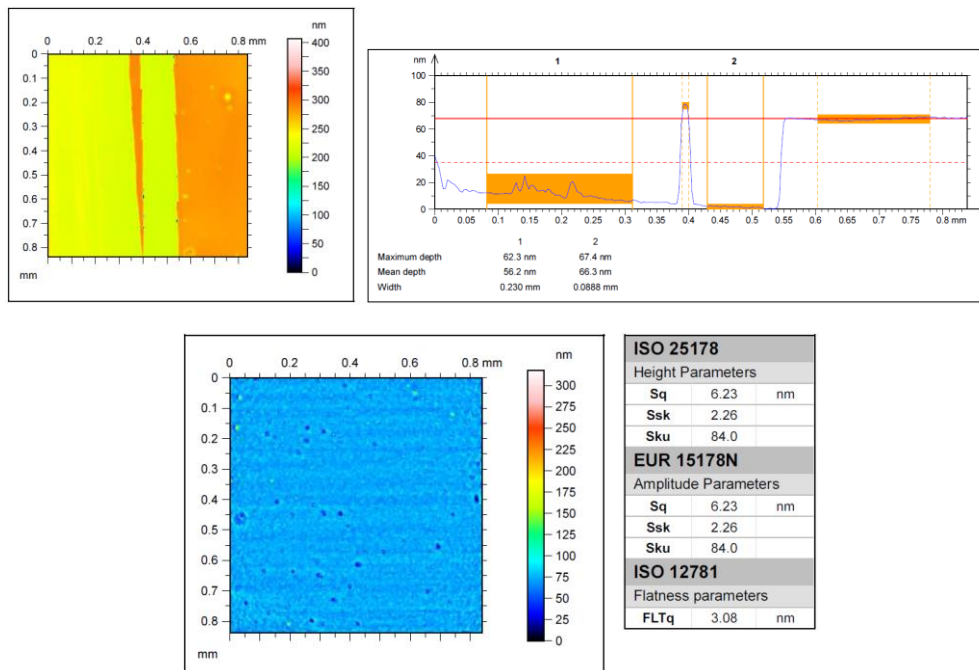 nm
0 0.2 0.4 0.6 0.8 mm
0
0.1
0.2
0.3
0.4
0.5
0.6
0.7
0.8
mm
400
350
300
250
200
150
100
50
0
nm
1 2
100
80
60
40
20
0
0 0.05 0.1 0.15 0.2 0.25 0.3 0.35 0.4 0.45 0.5 0.55 0.6 0.65 0.7 0.75 0.8 mm
1 2
Maximum depth 62.3 nm 67.4 nm
Mean depth 56.2 nm 66.3 nm
Width 0.230 mm 0.0888 mm
nm
0 0.2 0.4 0.6 0.8 mm
0
0.1
0.2
0.3
0.4
0.5
0.6
0.7
0.8
mm
300
275
250
225
200
175
150
125
100
75
50
25
0
ISO 25178
Height Parameters
Sq 6.23 nm
Ssk 2.26
Sku 84.0
EUR 15178N
Amplitude Parameters
Sq 6.23 nm
Ssk 2.26
Sku 84.0
ISO 12781
Flatness parameters
FLTq 3.08 nm